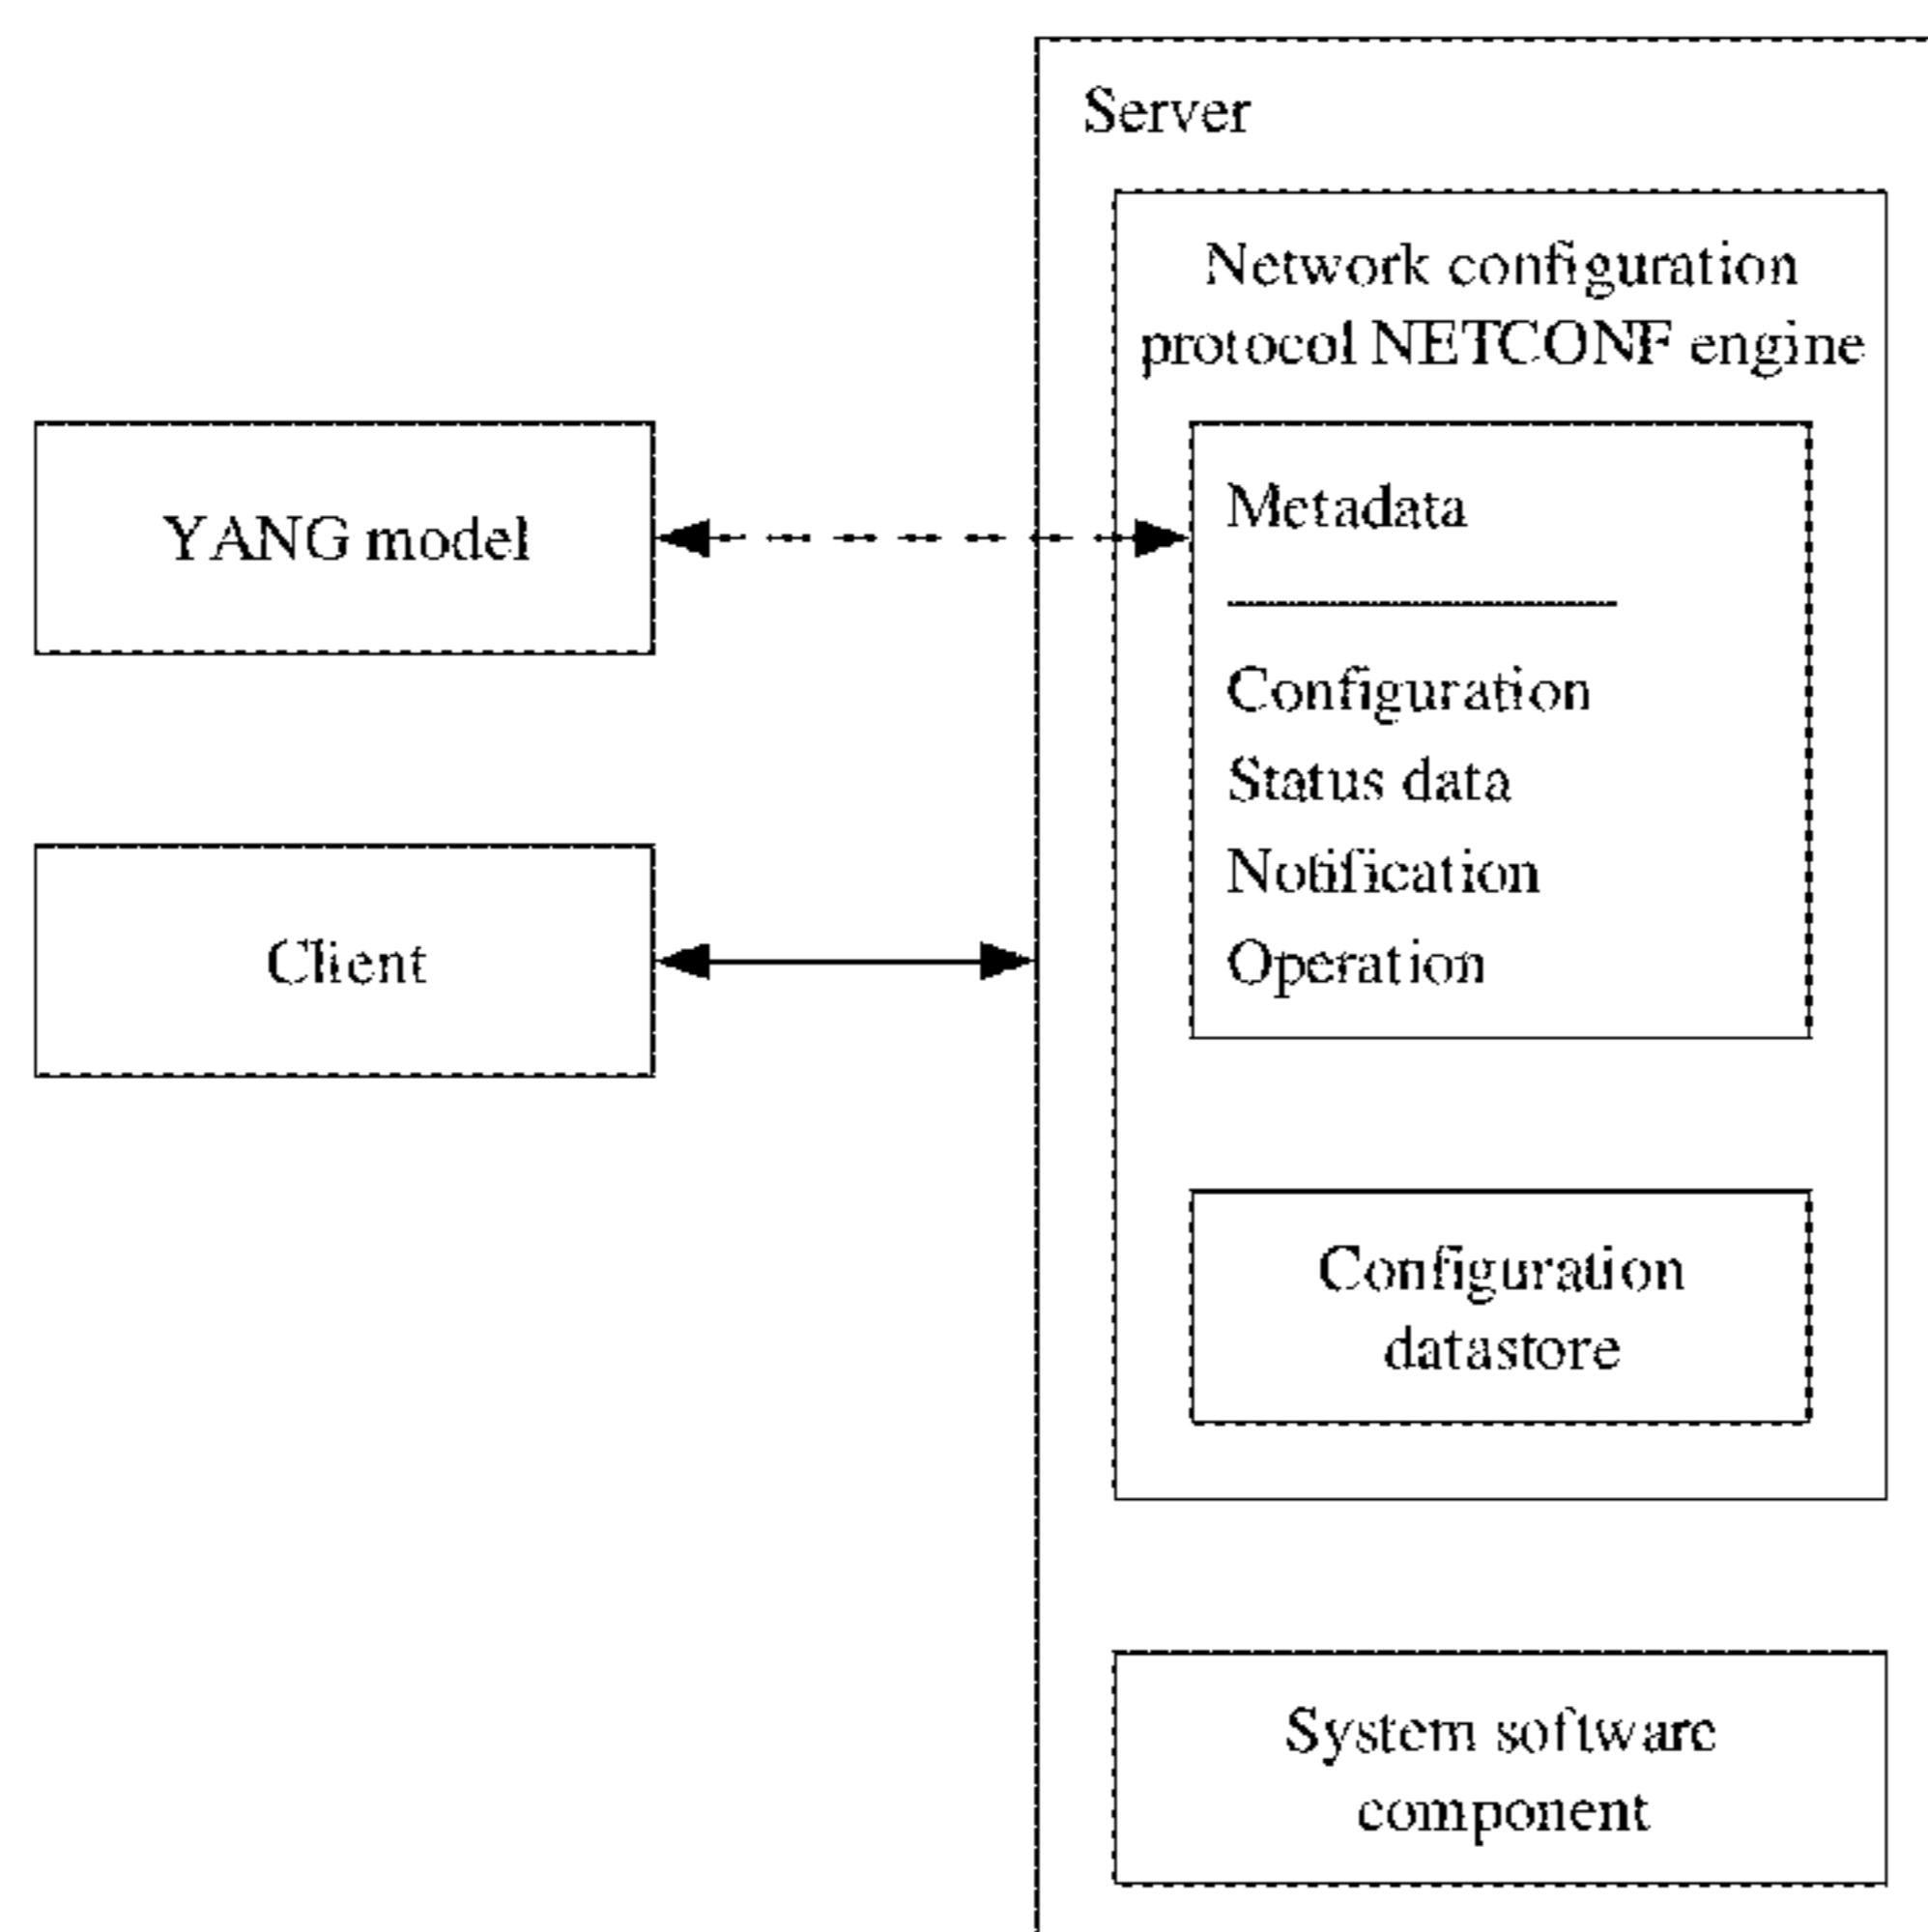 Server
Network configuration
protocol NETCONF engine
YANG model
Metadata
Configuration
Status data
Notification
Operation
Client
Configuration
datastore
System software
component